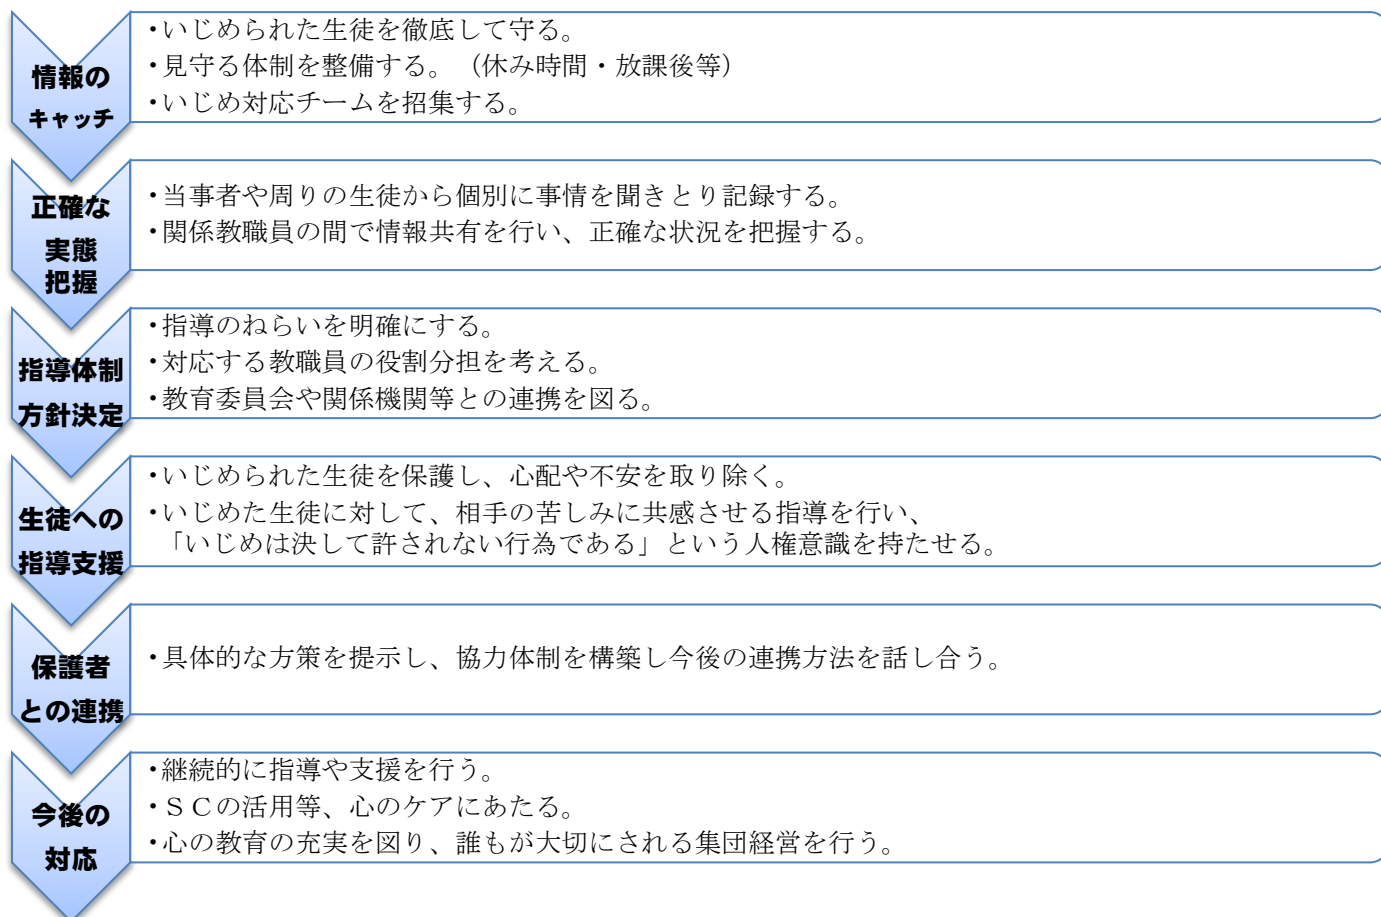 情報の
キャッチ
・いじめられた生徒を徹底して守る。
・見守る体制を整備する。（休み時間・放課後等）
・いじめ対応チームを招集する。
正確な
実態
把握
・当事者や周りの生徒から個別に事情を聞きとり記録する。
・関係教職員の間で情報共有を行い、正確な状況を把握する。
指導体制
方針決定
・指導のねらいを明確にする。
・対応する教職員の役割分担を考える。
・教育委員会や関係機関等との連携を図る。
生徒への
指導支援
・いじめられた生徒を保護し、心配や不安を取り除く。
・いじめた生徒に対して、相手の苦しみに共感させる指導を行い、
「いじめは決して許されない行為である」という人権意識を持たせる。
保護者
との連携
・具体的な方策を提示し、協力体制を構築し今後の連携方法を話し合う。
今後の
対応
・継続的に指導や支援を行う。
・ＳＣの活用等、心のケアにあたる。
・心の教育の充実を図り、誰もが大切にされる集団経営を行う。